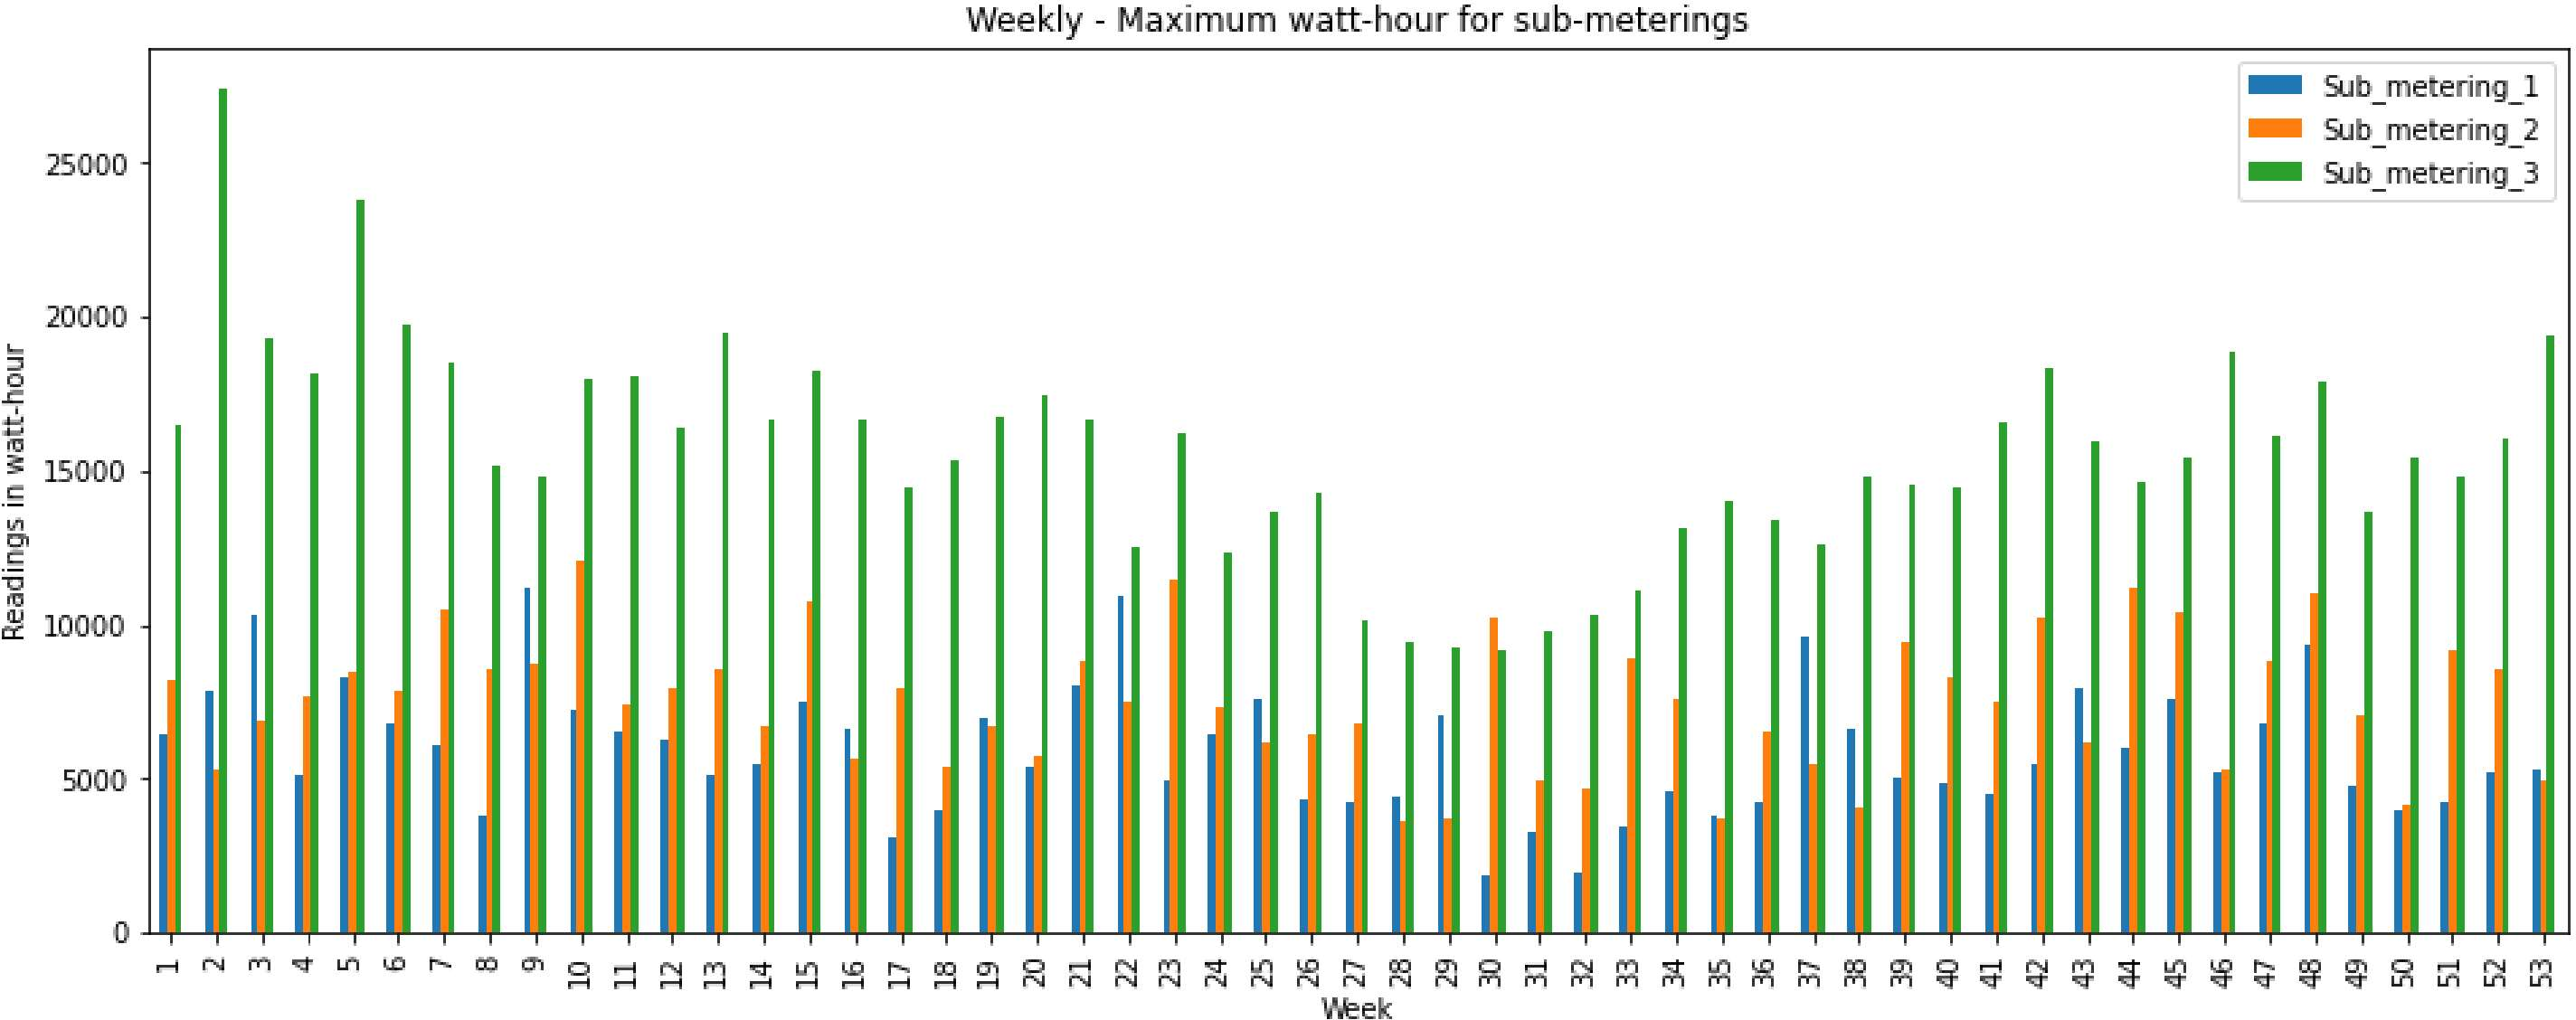 Weekly - Maximum watt-hour for sub-meterings
Sub_metering_1
Sub_metering_2
Sub_metering_3
Readings in watt-hour
25000
20000
15000
10000
5000
0
1 2 3 4 5 6 7 8 9 10 11 12 13 14 15 16 17 18 19 20 21 22 23 24 25 26 27 28 29 30 31 32 33 34 35 36 37 38 39 40 41 42 43 44 45 46 47 48 49 50 51 52 53
Week